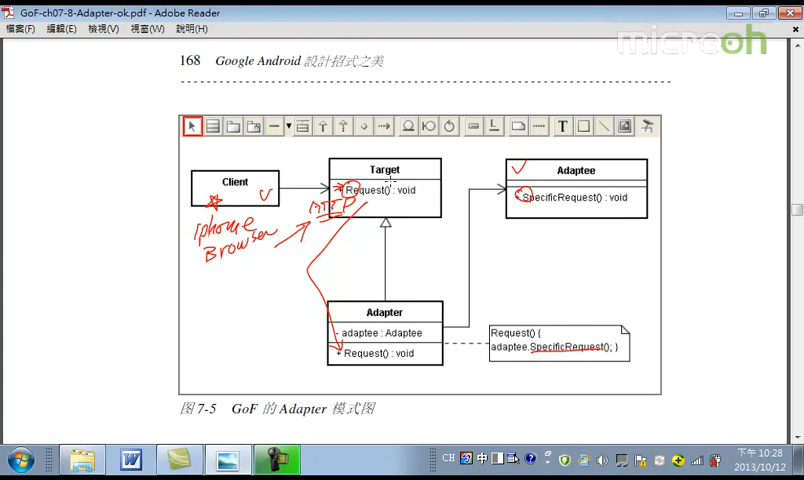 GoF-ch07-8-Adapter-ok.pdf - Adobe Reader
檔案(F) 編輯(E) 檢視(V) 視窗(W) 說明(H)
microoh
168 Google Android 設計招式之美
T
Client
Target
+ Request() : void
Adaptee
+ SpecificRequest() : void
HTTP
Iphone
Browser
Adapter
- adaptee : Adaptee
+ Request() : void
Request() {
adaptee.SpecificRequest(); }
圖 7-5 GoF 的 Adapter 模式圖
W
CH 中
下午 10:28
2013/10/12